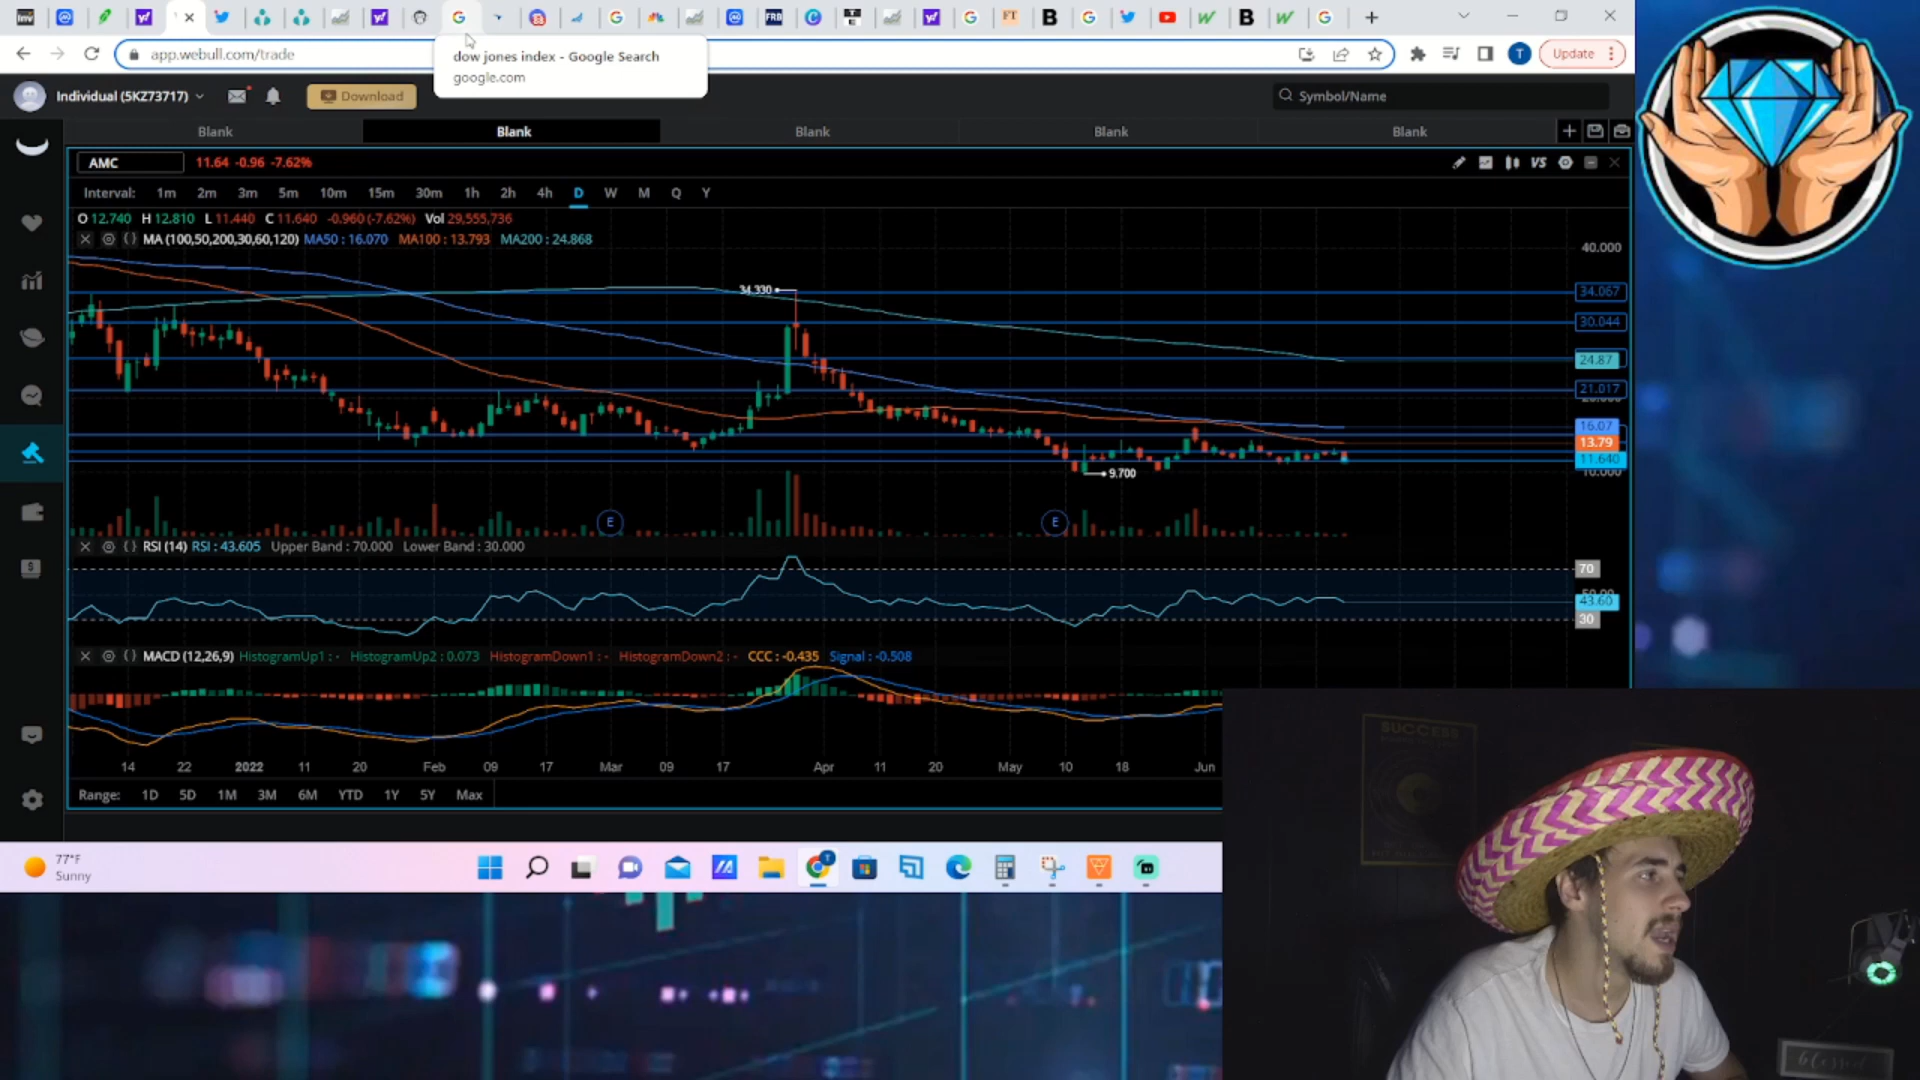 app.webull.com/trade
dow jones index - Google Search
google.com
Update
T
Individual (5KZ73717)
Download
Symbol/Name
Blank
Blank
Blank
Blank
Blank
AMC
11.64 -0.96 -7.62%
VS
Interval: 1m 2m 3m 5m 10m 15m 30m 1h 2h 4h D W M Q Y
O 12.740 H 12.810 L 11.440 C 11.640 -0.960 (-7.62%) Vol 29,555,736
MA (100,50,200,30,60,120) MA50 : 16.070 MA100 : 13.793 MA200 : 24.868
40.000
34.330
34.067
30.044
24.87
21.017
16.07
13.79
11.640
9.700
E
E
RSI (14) RSI : 43.605 Upper Band : 70.000 Lower Band : 30.000
70
43.60
30
MACD (12,26,9) HistogramUp1 : - HistogramUp2 : 0.073 HistogramDown1 : - HistogramDown2 : - CCC : -0.435 Signal : -0.508
14 22 2022 11 20 Feb 09 17 Mar 09 17 Apr 11 20 May 10 18 Jun
Range: 1D 5D 1M 3M 6M YTD 1Y 5Y Max
77°F
Sunny
SUCCESS
blessed